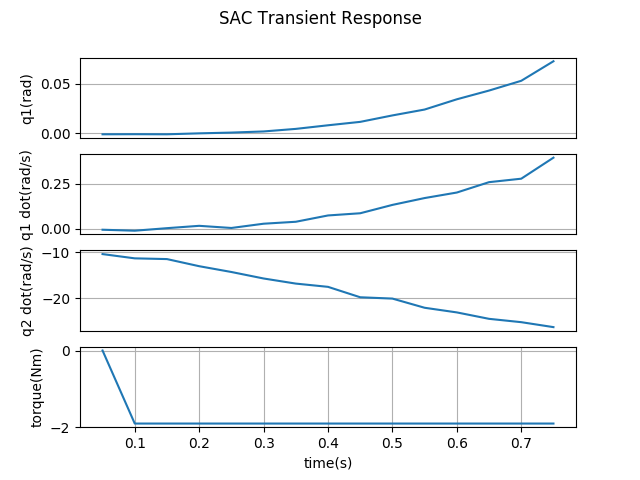 SAC Transient Response
q1(rad)
0.05
0.00
q1 dot(rad/s)
0.25
0.00
q2 dot(rad/s)
−10
−20
torque(Nm)
0
−2
0.1 0.2 0.3 0.4 0.5 0.6 0.7
time(s)